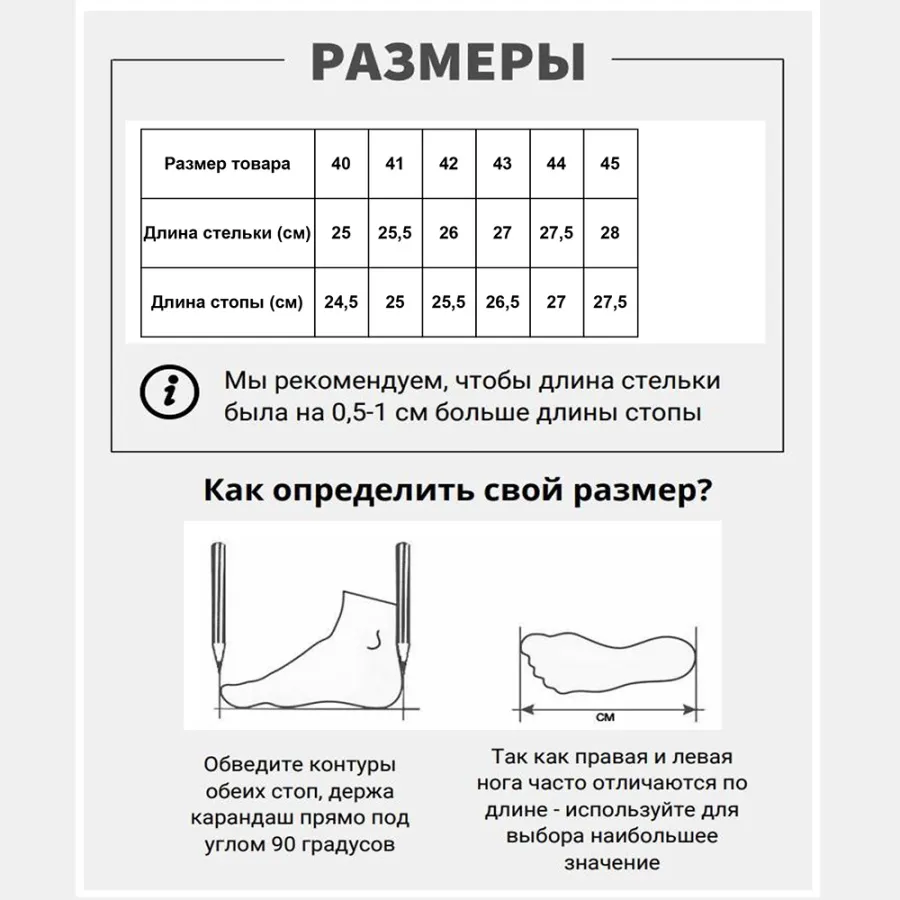 РАЗМЕРЫ
Размер товара 40 41 42 43 44 45
Длина стельки (см) 25 25,5 26 27 27,5 28
Длина стопы (см) 24,5 25 25,5 26,5 27 27,5
i Мы рекомендуем, чтобы длина стельки
была на 0,5-1 см больше длины стопы
Как определить свой размер?
см
Обведите контуры
обеих стоп, держа
карандаш прямо под
углом 90 градусов
Так как правая и левая
нога часто отличаются по
длине - используйте для
выбора наибольшее
значение